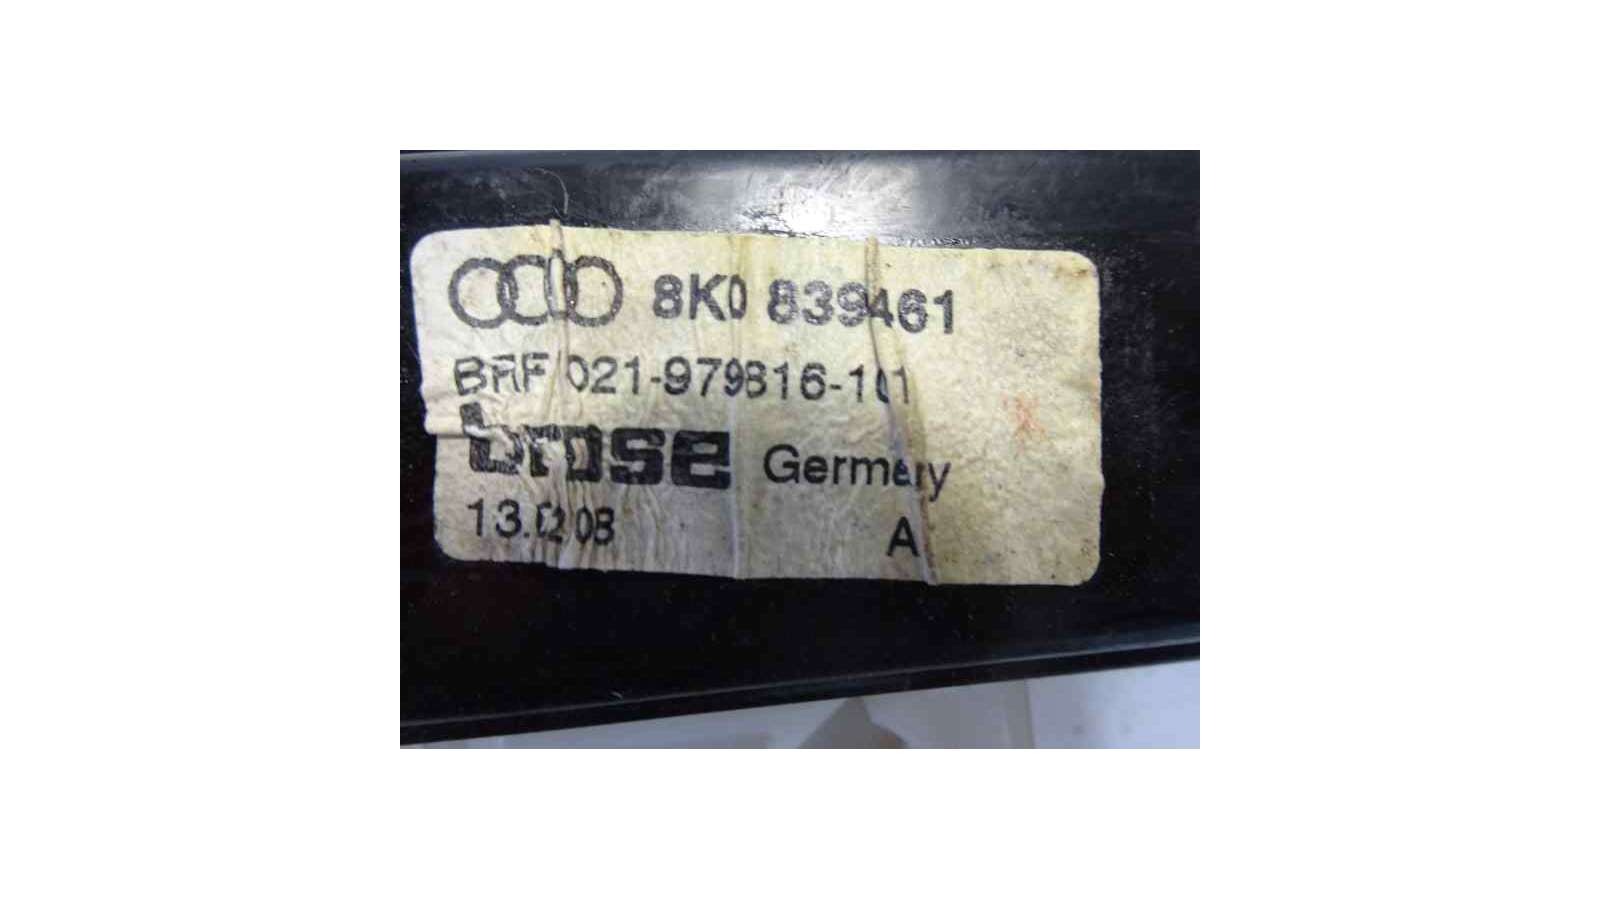 8K0 839461
BRF 021-979816-101
brose Germany
13.02.08 A